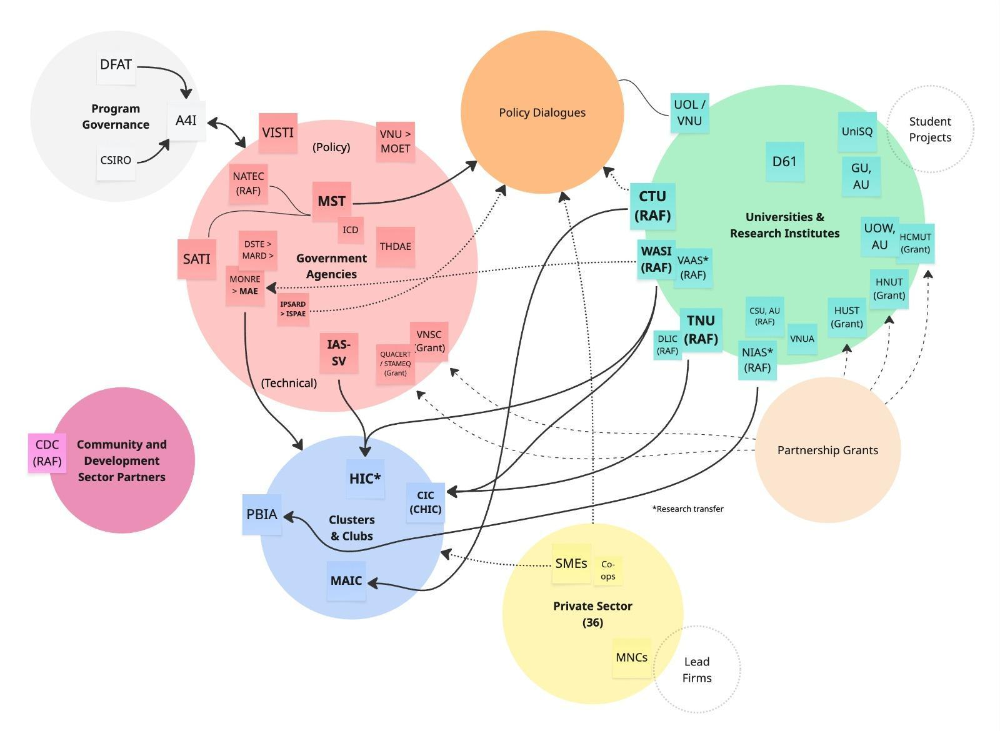 DFAT
Program
Governance
A4I
CSIRO
VISTI
(Policy)
VNU >
MOET
NATEC
(RAF)
MST
ICD
THDAE
SATI
DSTE >
MARD >
Government
Agencies
MONRE
> MAE
IPSARD
> ISPAE
IAS-
SV
VNSC
(Grant)
QUACERT
/ STAMEQ
(Grant)
(Technical)
Policy Dialogues
UOL /
VNU
UniSQ
Student
Projects
D61
GU,
AU
CTU
(RAF)
Universities &
Research Institutes
UOW,
AU
HCMUT
(Grant)
WASI
(RAF)
VAAS*
(RAF)
HNUT
(Grant)
CSU, AU
(RAF)
HUST
(Grant)
TNU
(RAF)
DLIC
(RAF)
VNUA
NIAS*
(RAF)
CDC
(RAF)
Community and
Development
Sector Partners
Partnership Grants
HIC*
CIC
(CHIC)
PBIA
Clusters
& Clubs
MAIC
*Research transfer
SMEs
Co-
ops
Private Sector
(36)
MNCs
Lead
Firms